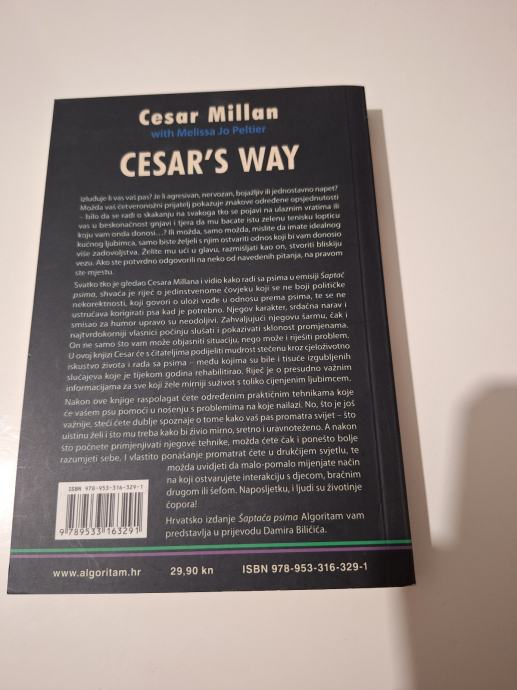 Cesar Millan
with Melissa Jo Peltier
CESAR'S WAY
Izluđuje li vas vaš pas? Je li agresivan, nervozan, bojažljiv ili jednostavno napet?
Možda vaš četveronožni prijatelj pokazuje znakove određene opsjednutosti
– bilo da se radi o skakanju na svakoga tko se pojavi na ulaznim vratima ili
vas u beskonačnost gnjavi i tjera da mu bacate istu zelenu tenisku lopticu
koju vam onda donosi...? Ili možda, samo možda, mislite da imate idealnog
kućnog ljubimca, samo biste željeli s njim ostvariti odnos koji bi vam donosio
više zadovoljstva. Želite mu ući u glavu, razmišljati kao on, stvoriti bliskiju
vezu. Ako ste potvrdno odgovorili na neko od navedenih pitanja, na pravom
ste mjestu.
Svatko tko je gledao Cesara Millana i vidio kako radi sa psima u emisiji Šaptač
psima, shvaća je riječ o jedinstvenome čovjeku koji se ne boji političke
nekorektnosti, koji govori o ulozi vođe u odnosu prema psima, te se ne
ustručava korigirati psa kad je potrebno. Njegov karakter, srdačna narav i
smisao za humor upravo su neodoljivi. Zahvaljujući njegovu šarmu, čak i
najtvrdokorniji vlasnici počinju slušati i pokazivati sklonost promjenama.
On ne samo što vam može objasniti situaciju, nego može i riješiti problem.
U ovoj knjizi Cesar će s čitateljima podijeliti mudrost stečenu kroz cjeloživotno
iskustvo života i rada sa psima – među kojima su bile i tisuće izgubljenih
slučajeva koje je tijekom godina rehabilitirao. Riječ je o presudno važnim
informacijama za sve koji žele mirniji suživot s toliko cijenjenim ljubimcem.
Nakon ove knjige raspolagat ćete određenim praktičnim tehnikama koje
će vašem psu pomoći u nošenju s problemima na koje nailazi. No, što je još
važnije, steći ćete dublje spoznaje o tome kako vaš pas promatra svijet – što
uistinu želi i što mu treba kako bi živio mirno, sretno i uravnoteženo. A nakon
što počnete primjenjivati njegove tehnike, možda ćete čak i ponešto bolje
razumjeti sebe. I vlastito ponašanje promatrat ćete u drukčijem svjetlu, te
možda uvidjeti da malo-pomalo mijenjate način
na koji ostvarujete interakciju s djecom, bračnim
drugom ili šefom. Naposljetku, i ljudi su životinje
čopora!
Hrvatsko izdanje Šaptača psima Algoritam vam
predstavlja u prijevodu Damira Biličića.
ISBN 978-953-316-329-1
9 789533 163291
www.algoritam.hr 29,90 kn ISBN 978-953-316-329-1